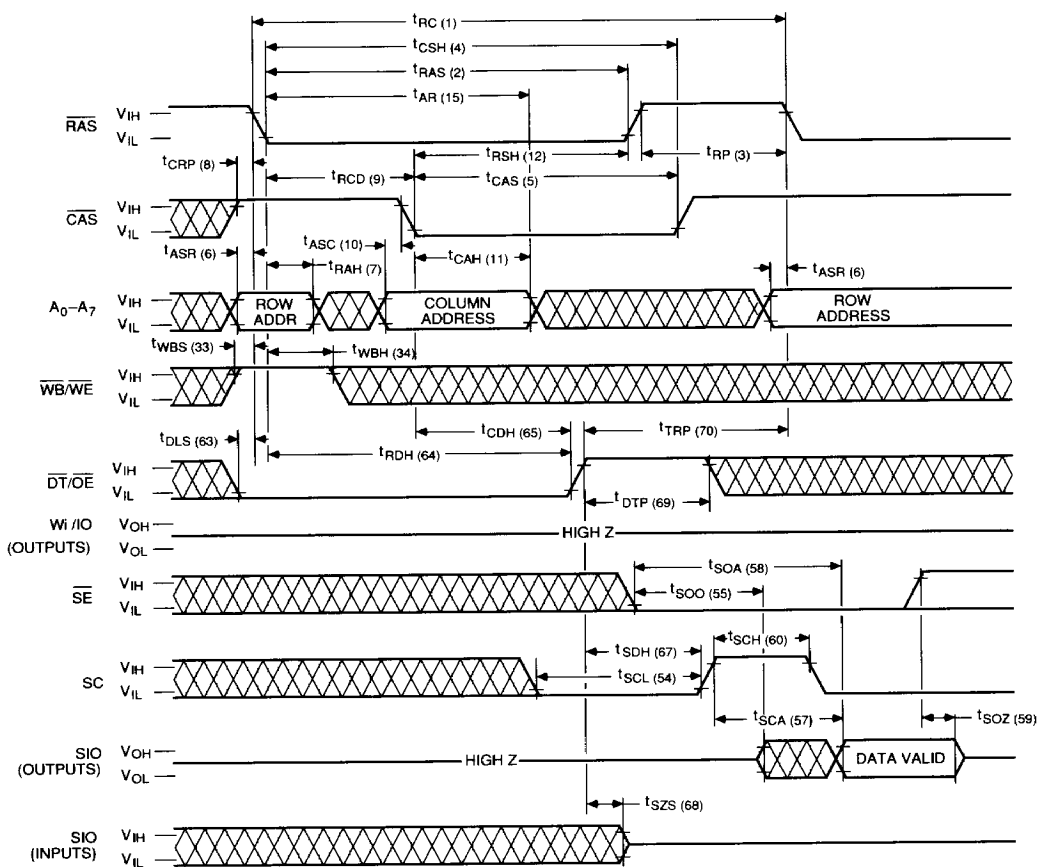 tRC (1)
tCSH (4)
tRAS (2)
tAR (15)
RAS VIH
VIL
tCRP (8)
tRSH (12)
tRP (3)
tRCD (9)
tCAS (5)
CAS VIH
VIL
tASR (6)
tASC (10)
tRAH (7)
tCAH (11)
tASR (6)
A0–A7 VIH
VIL
ROW ADDR
COLUMN ADDRESS
ROW ADDRESS
tWBS (33)
tWBH (34)
WB/WE VIH
VIL
tDLS (63)
tCDH (65)
tTRP (70)
tRDH (64)
DT/OE VIH
VIL
tDTP (69)
Wi /IO VOH
(OUTPUTS) VOL
HIGH Z
tSOA (58)
SE VIH
VIL
tSOO (55)
tSCH (60)
tSDH (67)
SC VIH
VIL
tSCL (54)
tSCA (57)
tSOZ (59)
SIO VOH
(OUTPUTS) VOL
HIGH Z
DATA VALID
tSZS (68)
SIO VIH
(INPUTS) VIL